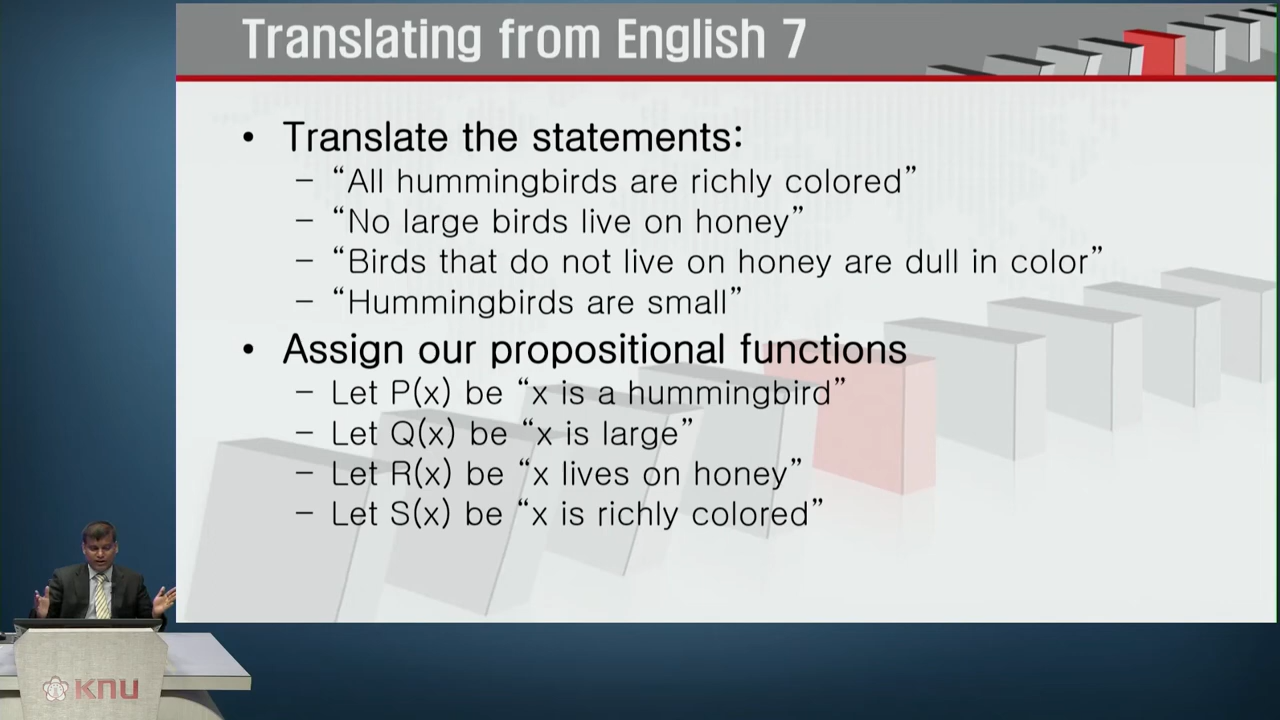 Translating from English 7
• Translate the statements:
– “All hummingbirds are richly colored”
– “No large birds live on honey”
– “Birds that do not live on honey are dull in color”
– “Hummingbirds are small”
• Assign our propositional functions
– Let P(x) be “x is a hummingbird”
– Let Q(x) be “x is large”
– Let R(x) be “x lives on honey”
– Let S(x) be “x is richly colored”
KNU